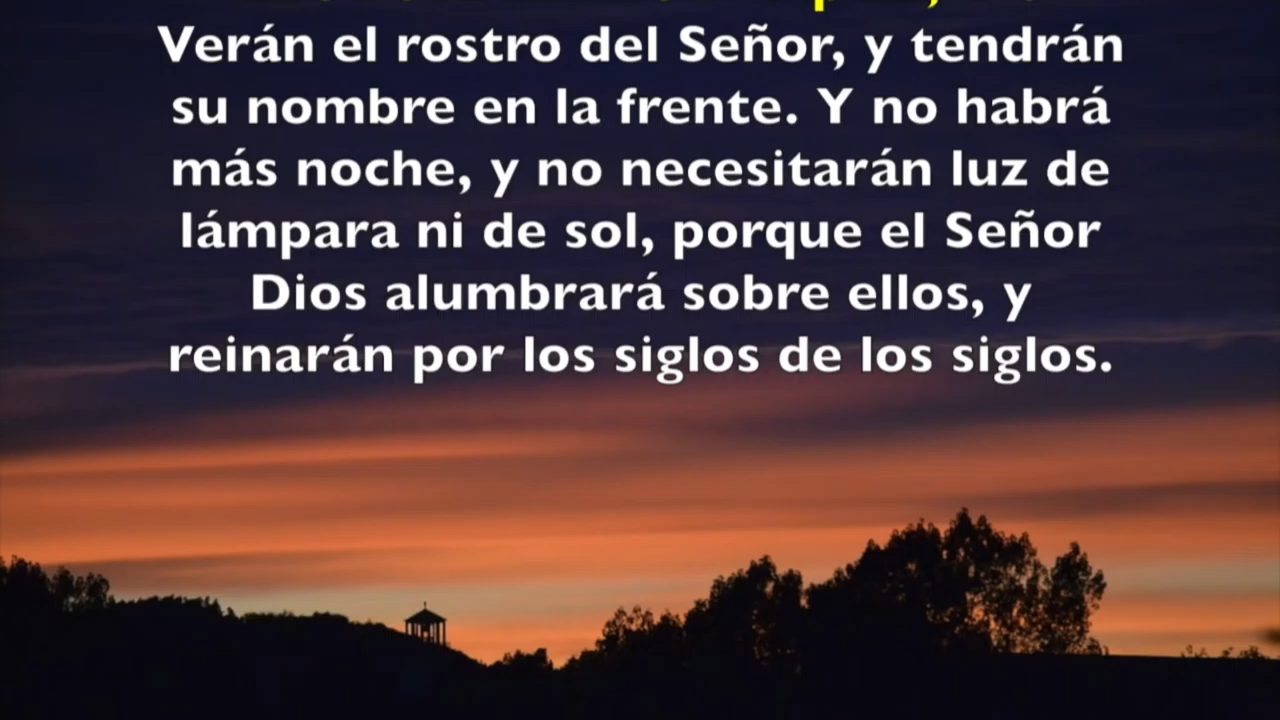 Verán el rostro del Señor, y tendrán
su nombre en la frente. Y no habrá
más noche, y no necesitarán luz de
lámpara ni de sol, porque el Señor
Dios alumbrará sobre ellos, y
reinarán por los siglos de los siglos.